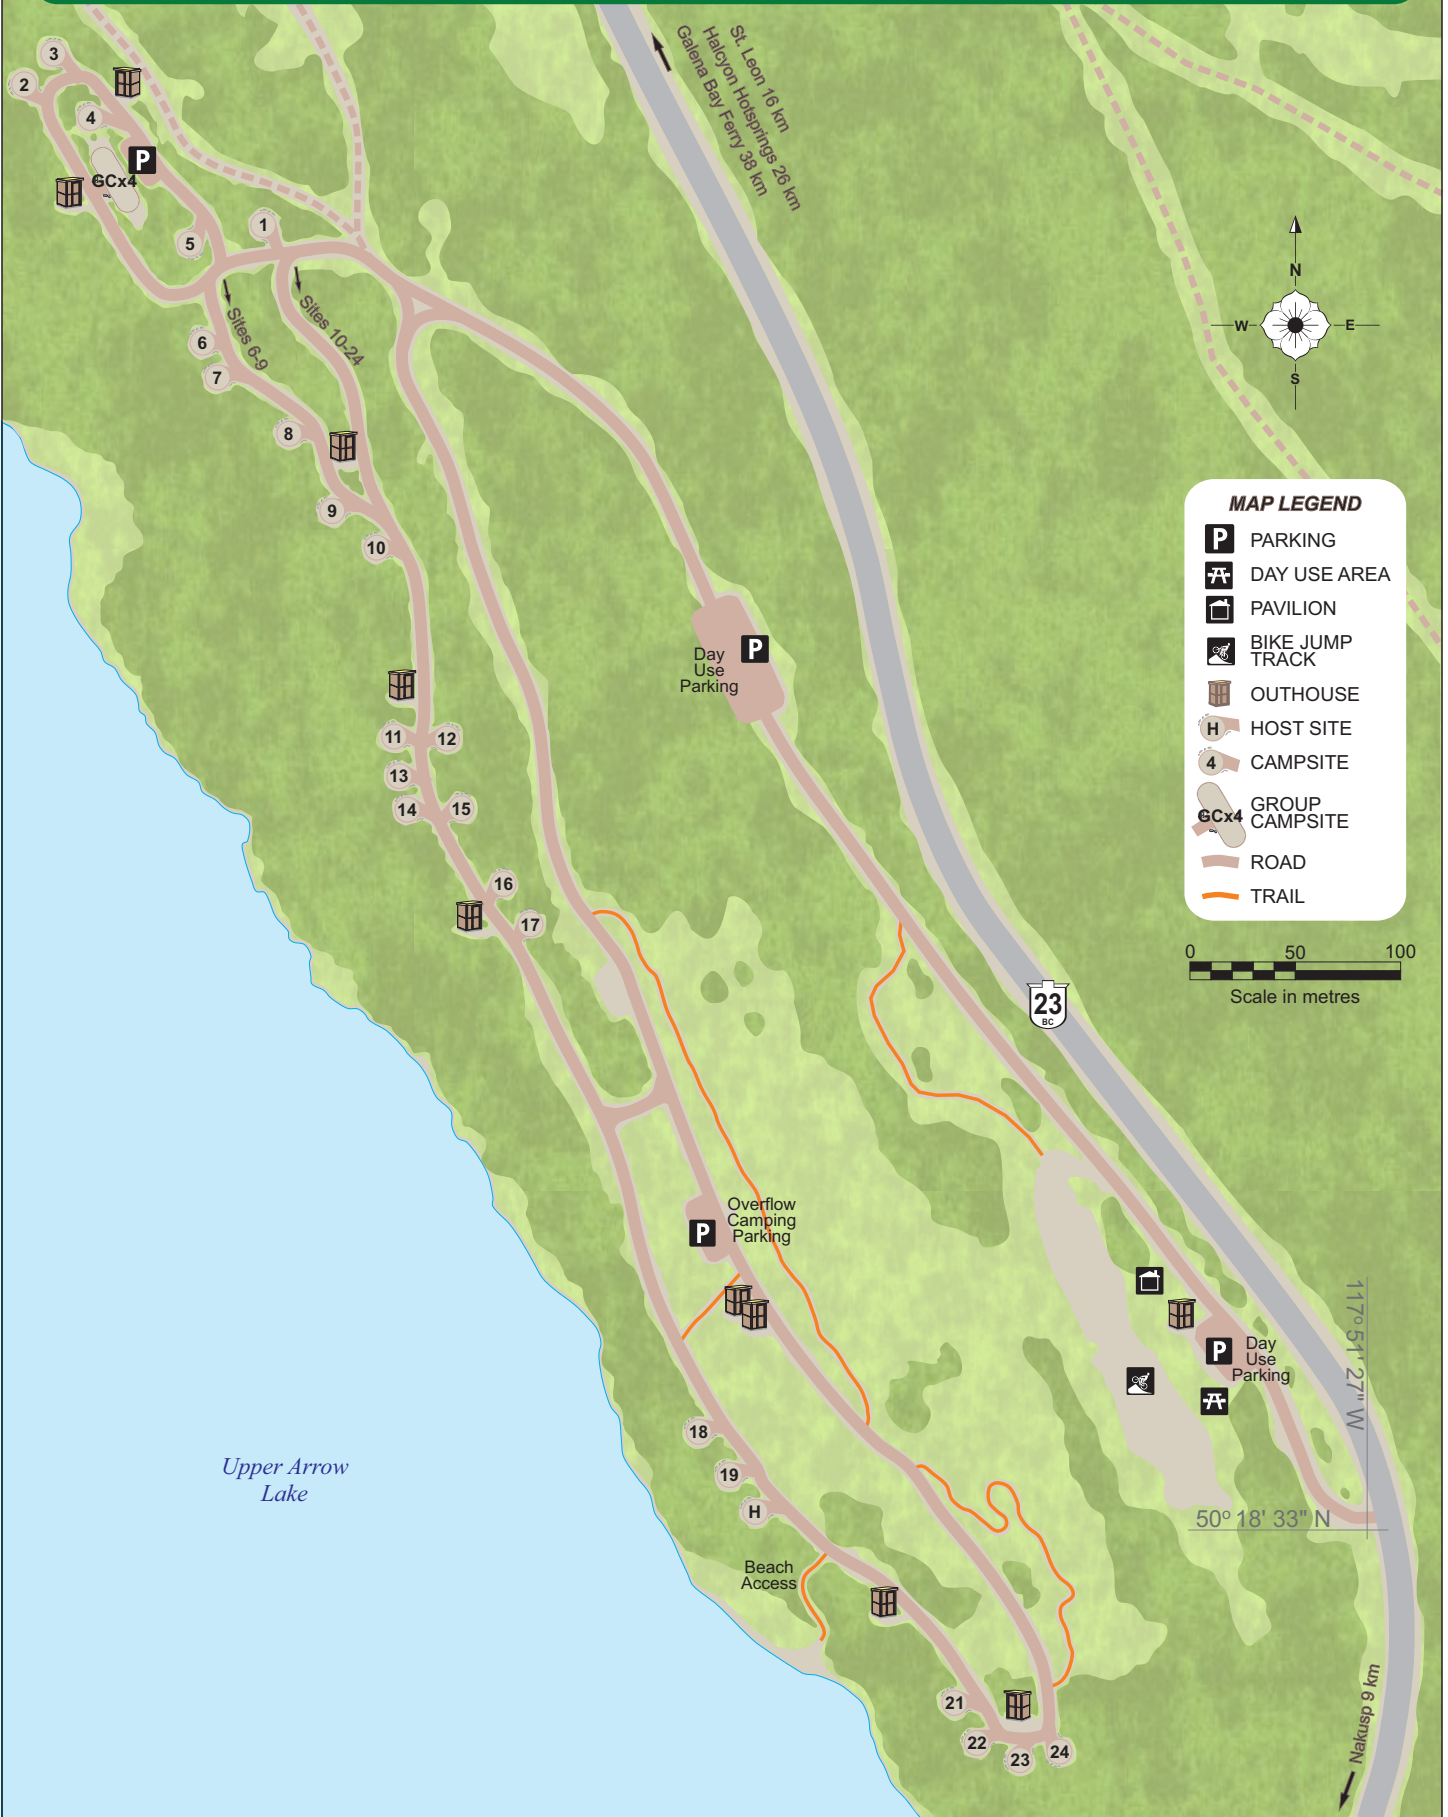 St. Leon 16 km
Halcyon Hotsprings 26 km
Galena Bay Ferry 38 km
3
2
4
P
GCx4
5
1
N
W
E
S
Sites 6-9
Sites 10-24
6
7
8
9
10
MAP LEGEND
P PARKING
DAY USE AREA
PAVILION
BIKE JUMP
TRACK
OUTHOUSE
H HOST SITE
4 CAMPSITE
GCx4 GROUP
CAMPSITE
ROAD
TRAIL
0 50 100
Scale in metres
P
Day
Use
Parking
11
12
13
14
15
16
17
23
BC
Overflow
Camping
Parking
P
P
Day
Use
Parking
117º 51' 27" W
50º 18' 33" N
18
19
H
Upper Arrow
Lake
Beach
Access
21
22
23
24
Nakusp 9 km